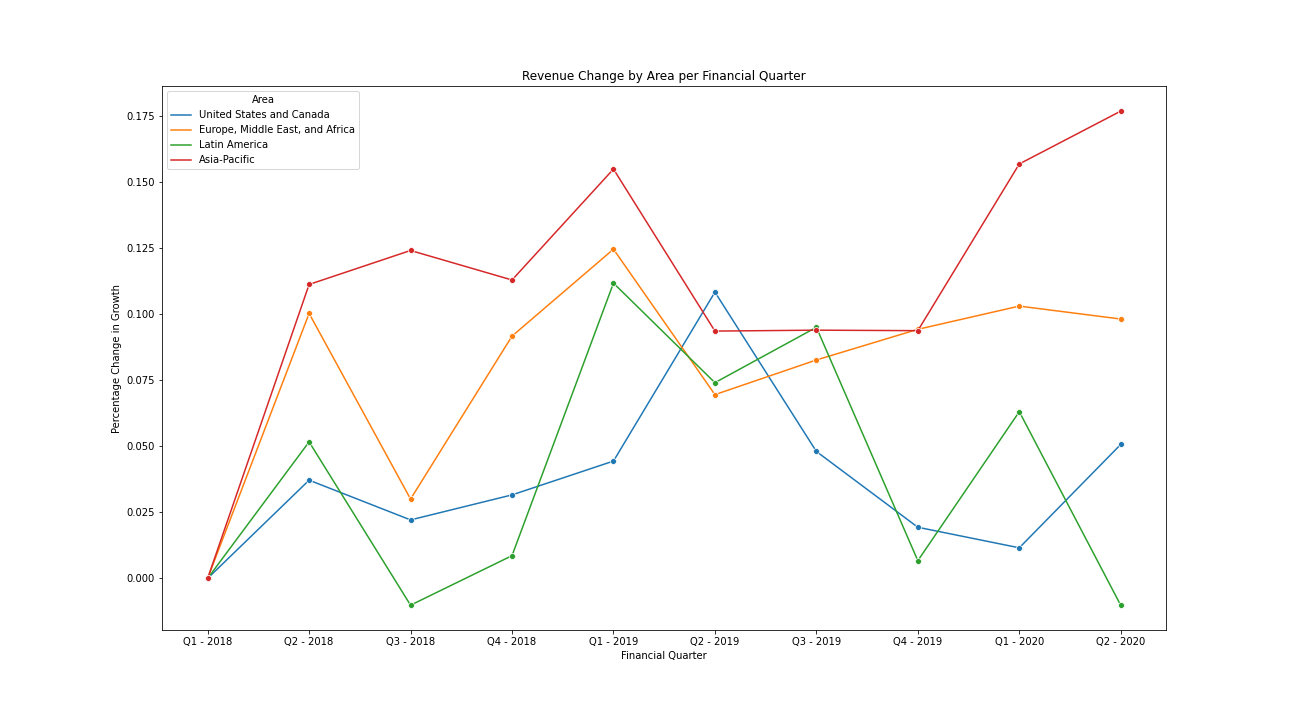 Revenue Change by Area per Financial Quarter
Area
United States and Canada
Europe, Middle East, and Africa
Latin America
Asia-Pacific
Percentage Change in Growth
0.175
0.150
0.125
0.100
0.075
0.050
0.025
0.000
Q1 - 2018 Q2 - 2018 Q3 - 2018 Q4 - 2018 Q1 - 2019 Q2 - 2019 Q3 - 2019 Q4 - 2019 Q1 - 2020 Q2 - 2020
Financial Quarter